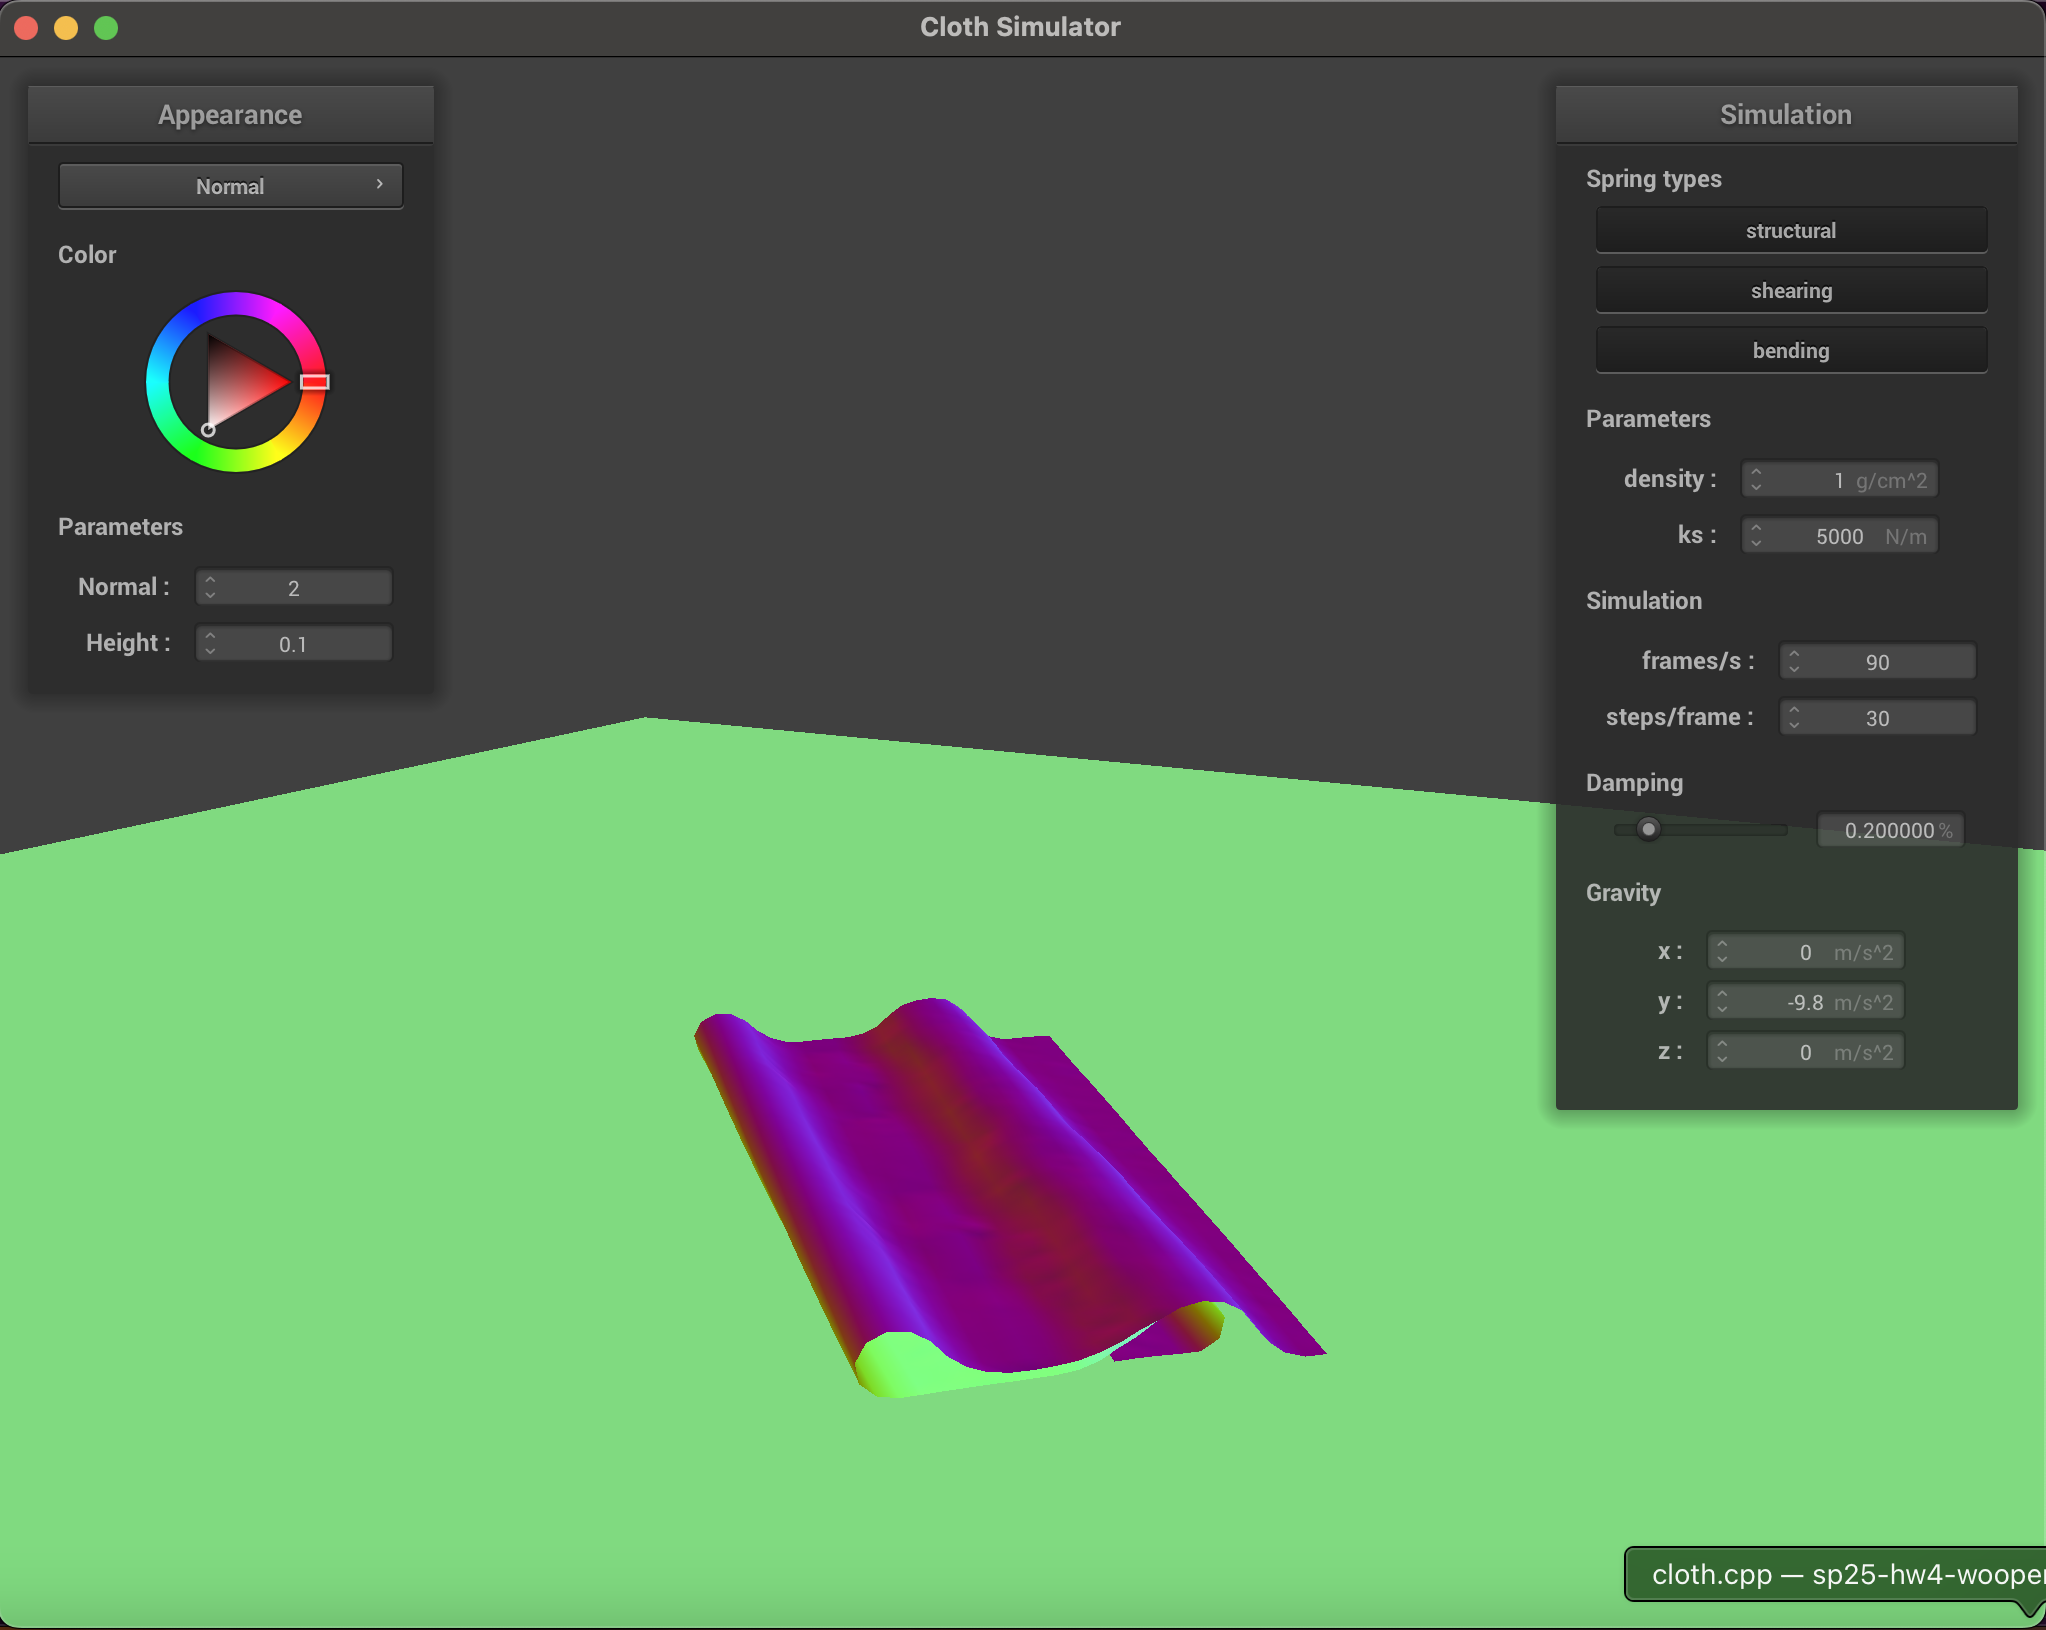 Cloth Simulator
Appearance
Normal
Color
Parameters
Normal : 2
Height : 0.1
Simulation
Spring types
structural
shearing
bending
Parameters
density : 1 g/cm^2
ks : 5000 N/m
Simulation
frames/s : 90
steps/frame : 30
Damping
0.200000 %
Gravity
x : 0 m/s^2
y : -9.8 m/s^2
z : 0 m/s^2
cloth.cpp — sp25-hw4-wooper